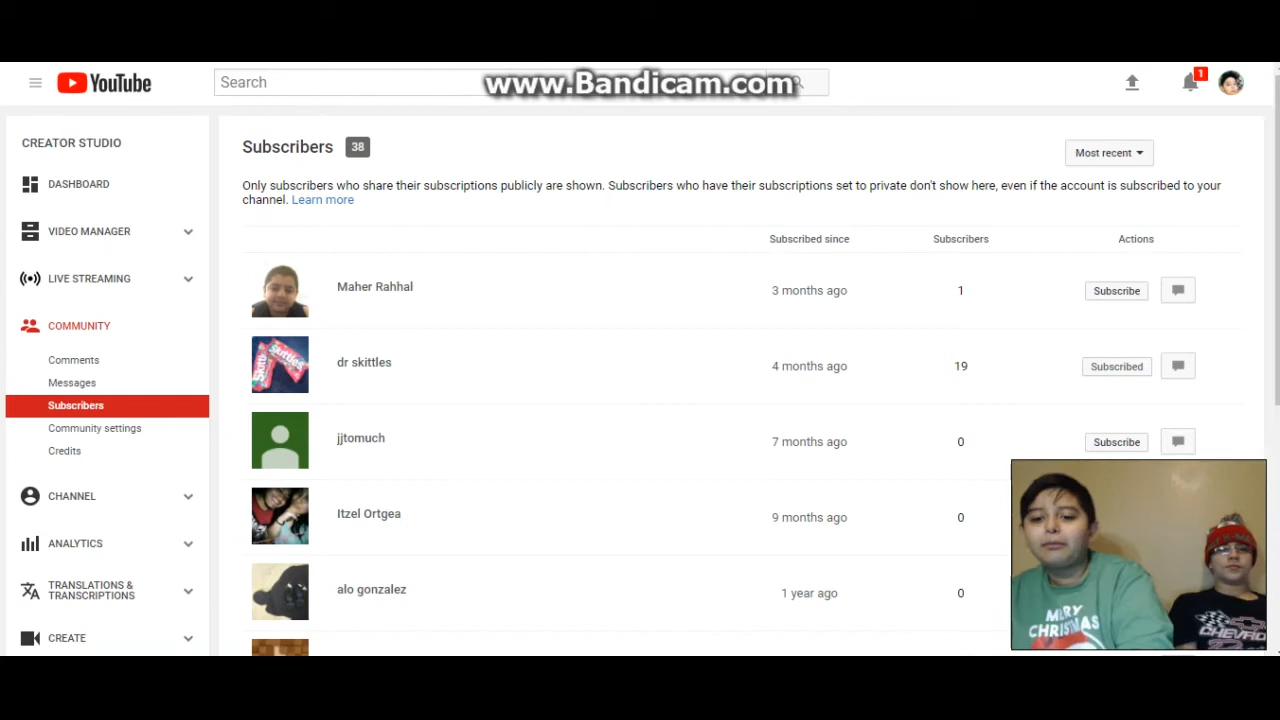 www.Bandicam.com
YouTube
Search
1
CREATOR STUDIO
DASHBOARD
VIDEO MANAGER
LIVE STREAMING
COMMUNITY
Comments
Messages
Subscribers
Community settings
Credits
CHANNEL
ANALYTICS
TRANSLATIONS &
TRANSCRIPTIONS
CREATE
Subscribers 38
Most recent
Only subscribers who share their subscriptions publicly are shown. Subscribers who have their subscriptions set to private don't show here, even if the account is subscribed to your
channel. Learn more
Subscribed since Subscribers Actions
Maher Rahhal 3 months ago 1 Subscribe
dr skittles 4 months ago 19 Subscribed
jjtomuch 7 months ago 0 Subscribe
Itzel Ortgea 9 months ago 0
alo gonzalez 1 year ago 0
MERRY
CHRISTMAS
CHEVROL